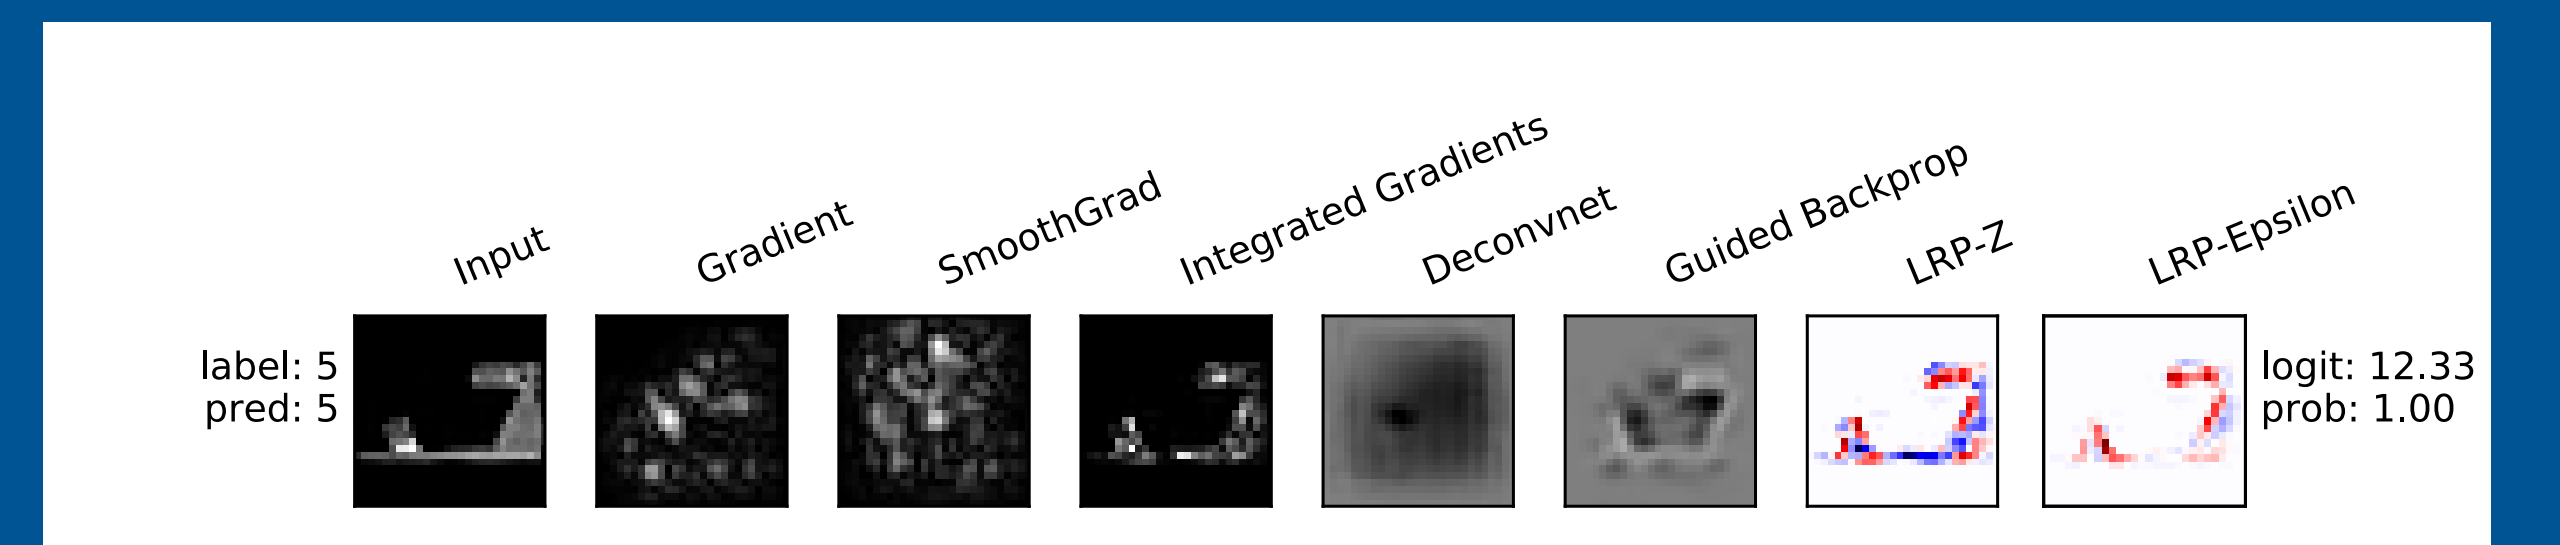 Input
Gradient
SmoothGrad
Integrated Gradients
Deconvnet
Guided Backprop
LRP-Z
LRP-Epsilon
label: 5
pred: 5
logit: 12.33
prob: 1.00